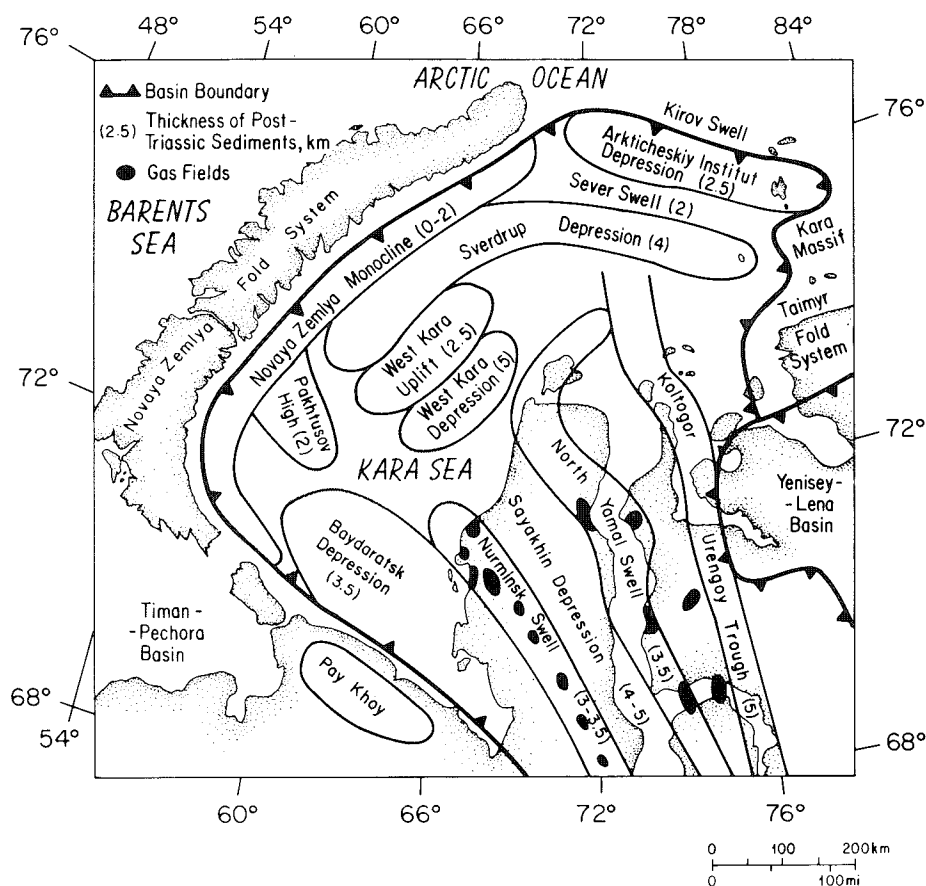 48° 54° 60° 66° 72° 78° 84°
76°
ARCTIC OCEAN
Basin Boundary
(2.5) Thickness of Post-
Triassic Sediments, km
Gas Fields
Kirov Swell
76°
Arkticheskiy Institut
Depression (2.5)
BARENTS
SEA
Novaya Zemlya Fold System
Sever Swell (2)
Kara
Massif
Novaya Zemlya Monocline (0-2)
Sverdrup Depression (4)
Taimyr
Fold
System
West Kara
Uplift (2.5)
West Kara
Depression (5)
72°
Pakhtusov
High (2)
Kaltogor Urengoy Trough (5)
72°
KARA SEA
North Yamal Swell (3.5)
Yenisey-
-Lena
Basin
Baydaratsk
Depression
(3.5)
Nurminsk Swell (3-3.5)
Sayakhin Depression (4-5)
Timan-
-Pechora
Basin
Pay Khoy
68°
54°
68°
60° 66° 72° 76°
0 100 200km
0 100mi